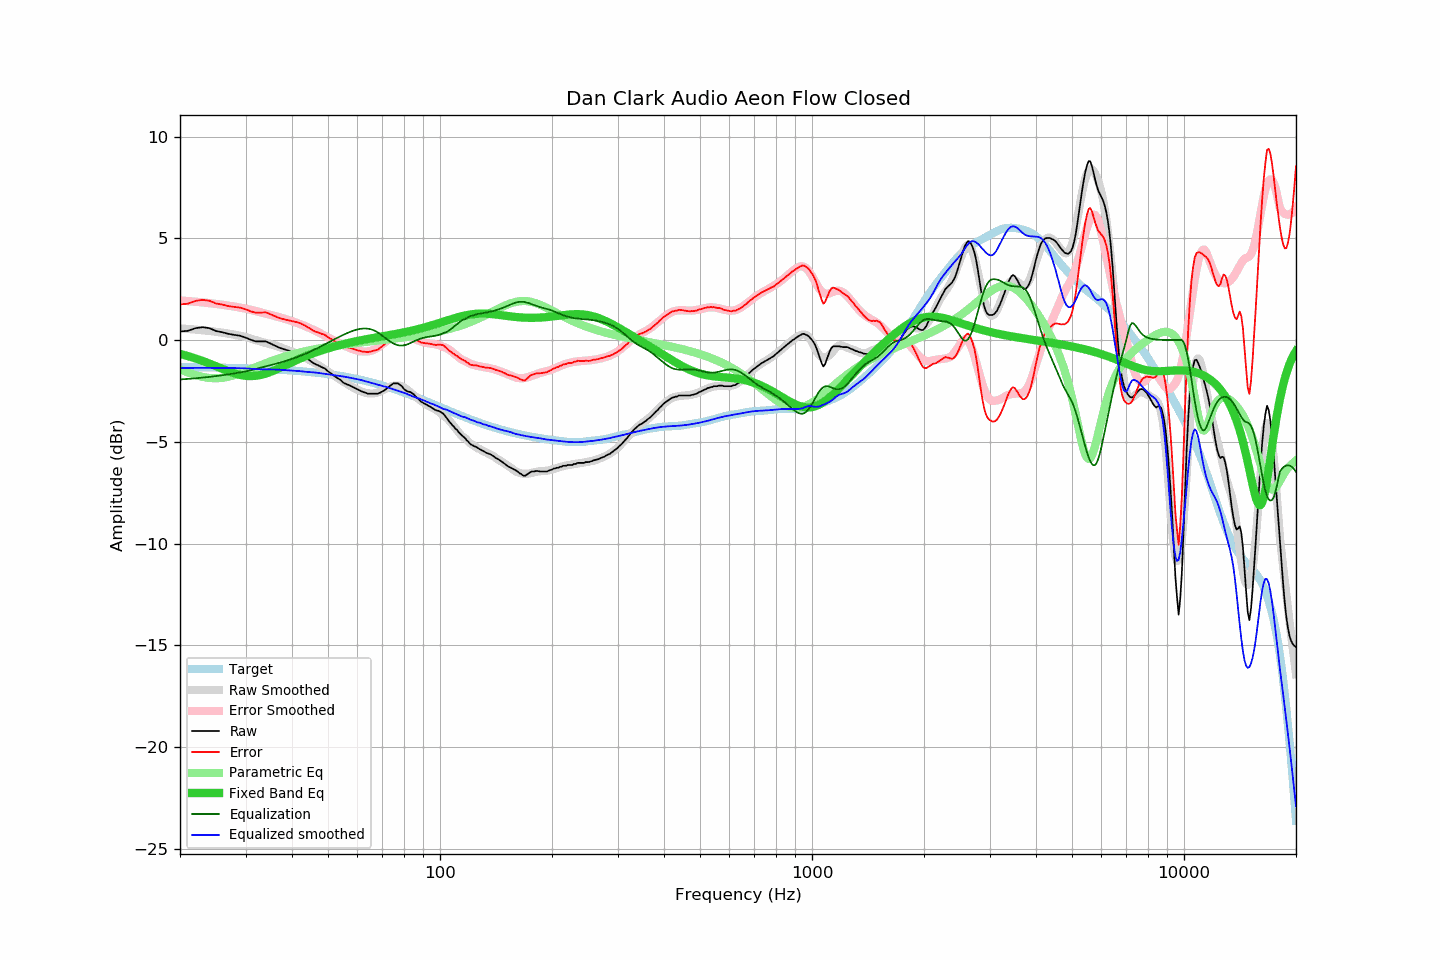 Dan Clark Audio Aeon Flow Closed
10
5
0
−5
−10
−15
−20
−25
Amplitude (dBr)
Target
Raw Smoothed
Error Smoothed
Raw
Error
Parametric Eq
Fixed Band Eq
Equalization
Equalized smoothed
100
1000
10000
Frequency (Hz)